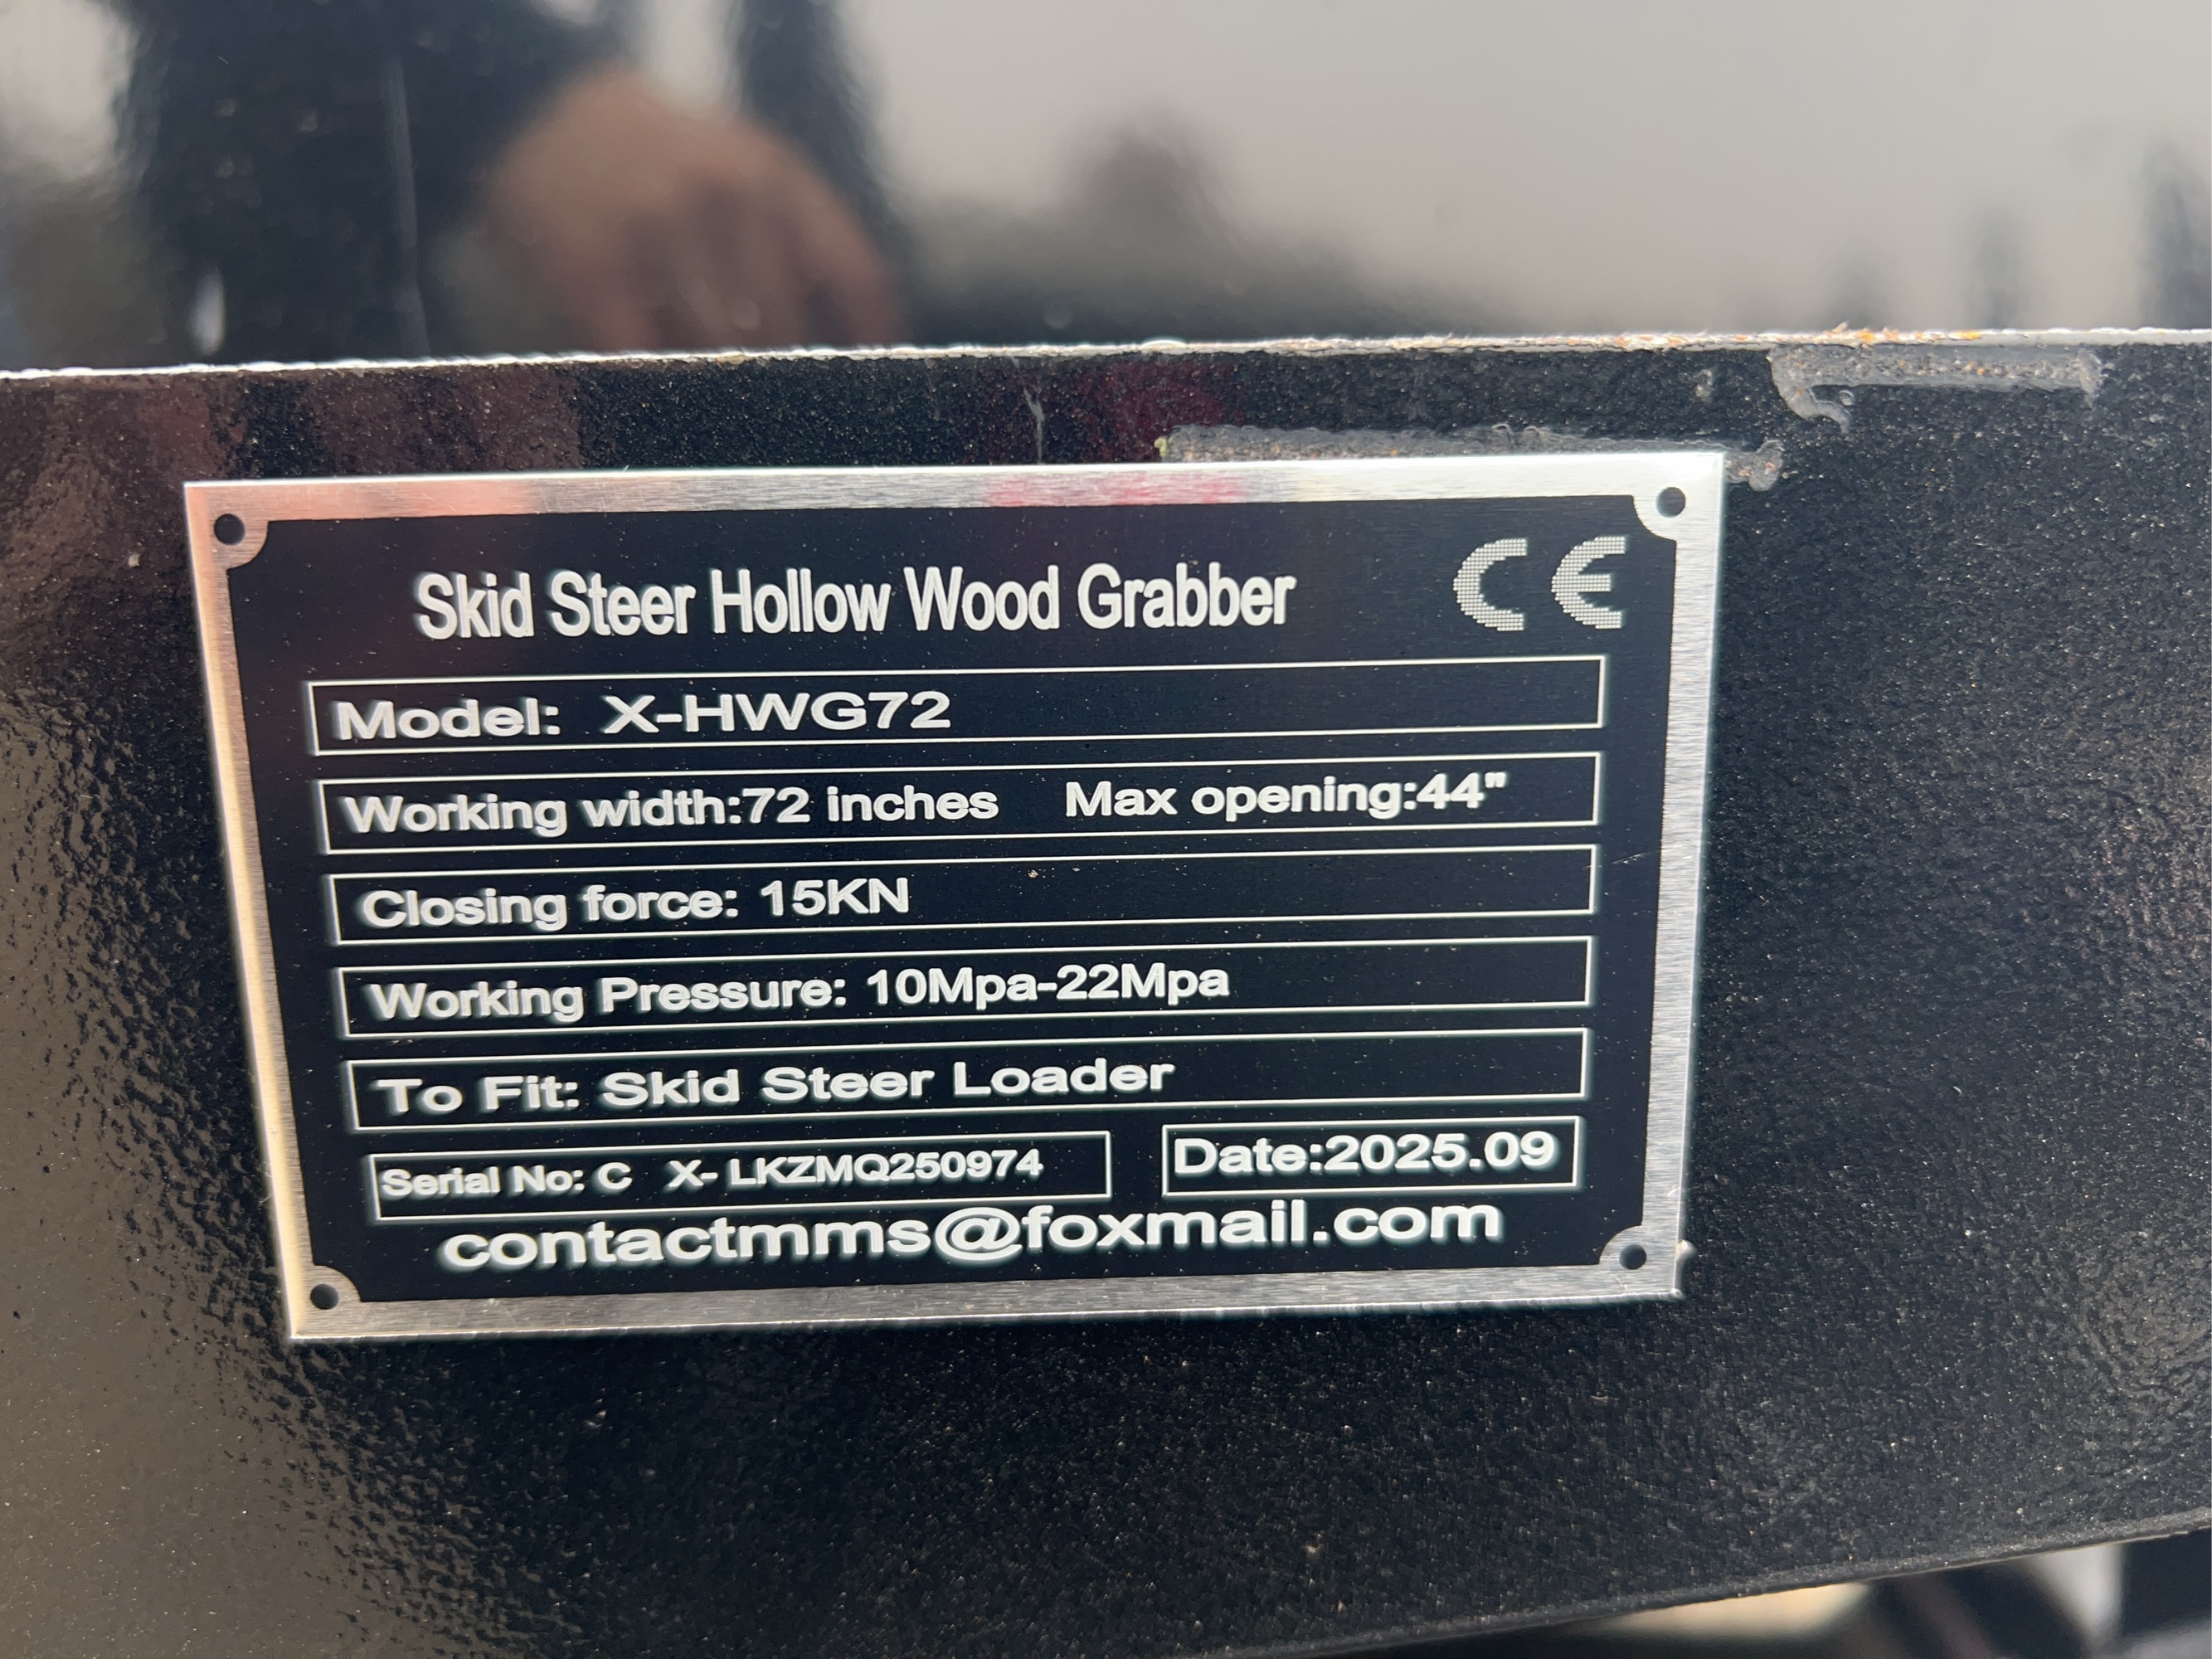 Skid Steer Hollow Wood Grabber CE
Model: X-HWG72
Working width:72 inches Max opening:44"
Closing force: 15KN
Working Pressure: 10Mpa-22Mpa
To Fit: Skid Steer Loader
Serial No: C X- LKZMQ250974 Date:2025.09
contactmms@foxmail.com